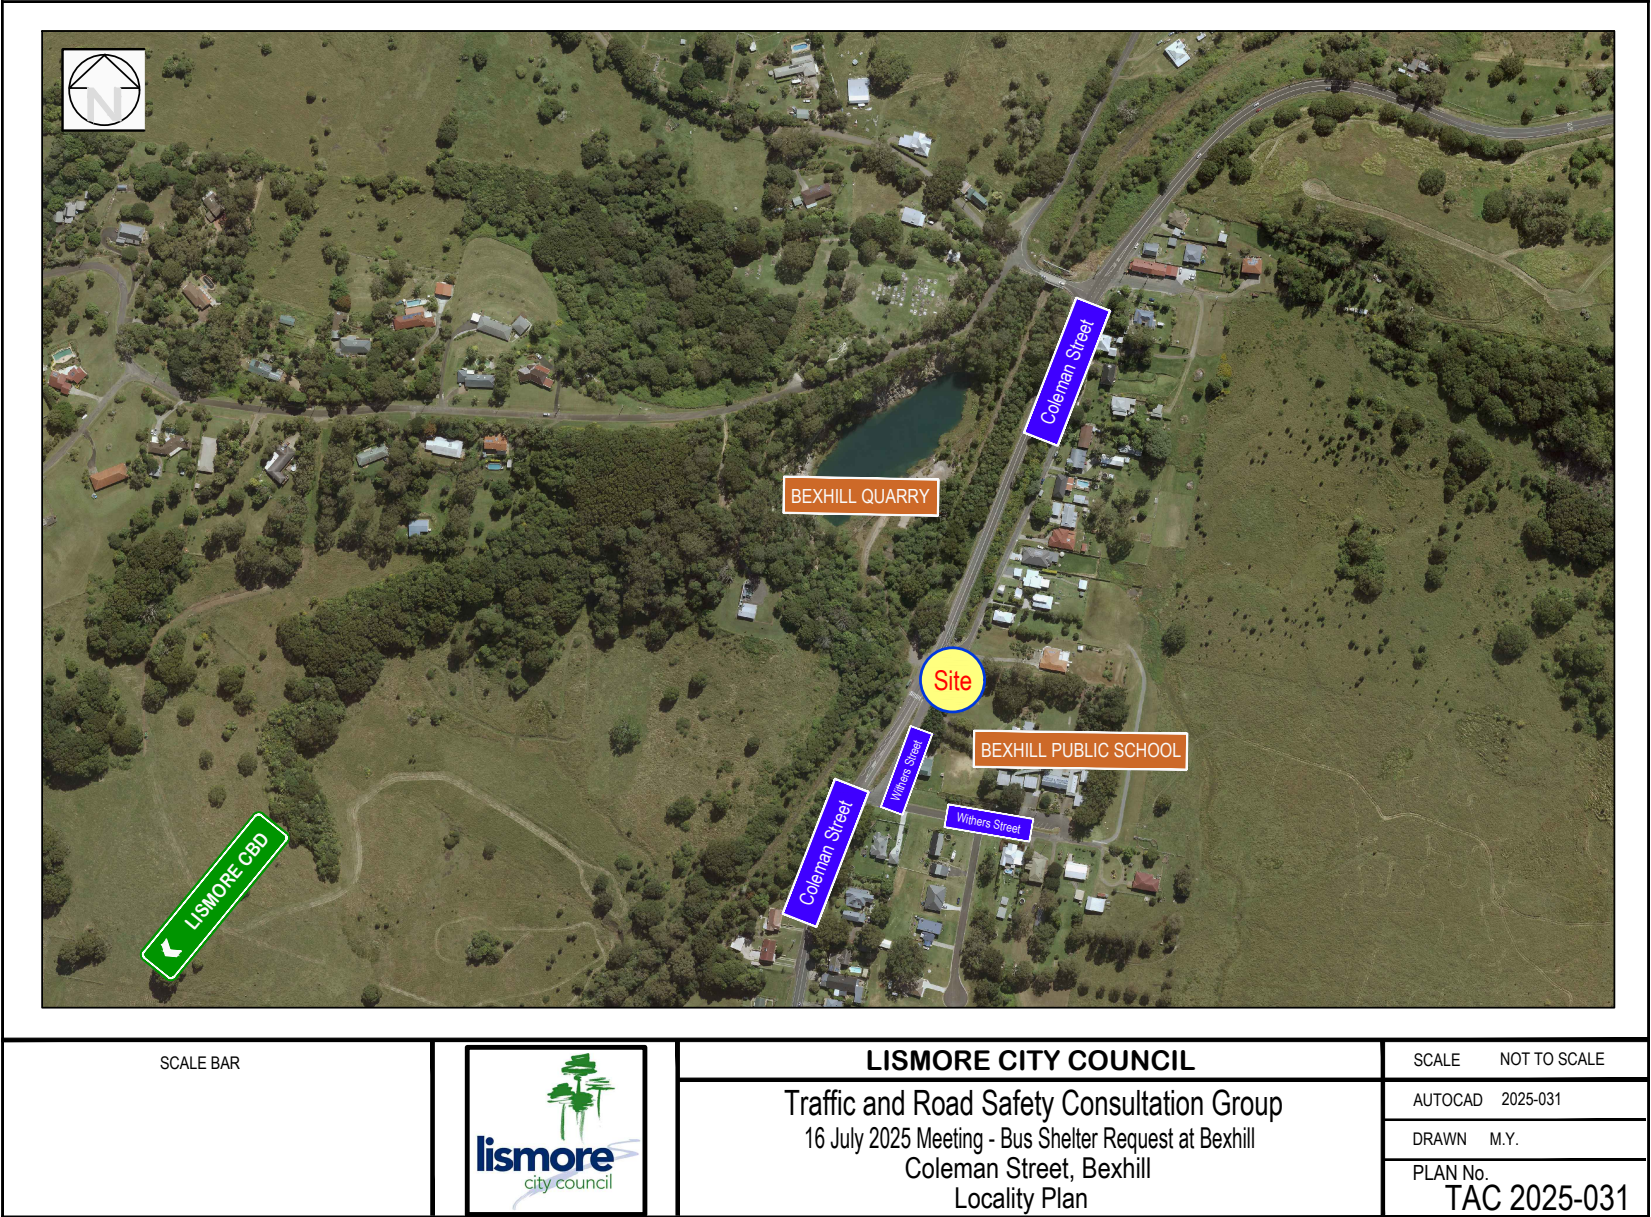 N
Coleman Street
BEXHILL QUARRY
Site
Withers Street
BEXHILL PUBLIC SCHOOL
Coleman Street
Withers Street
LISMORE CBD
SCALE BAR
lismore
city council
LISMORE CITY COUNCIL
Traffic and Road Safety Consultation Group
16 July 2025 Meeting - Bus Shelter Request at Bexhill
Coleman Street, Bexhill
Locality Plan
SCALE NOT TO SCALE
AUTOCAD 2025-031
DRAWN M.Y.
PLAN No.
TAC 2025-031